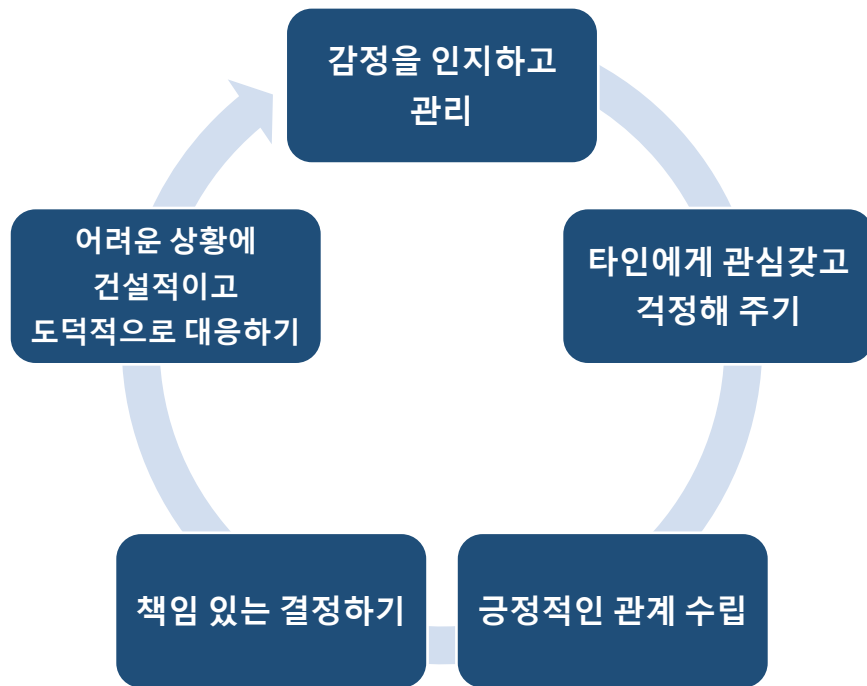 감정을 인지하고
관리
타인에게 관심갖고
걱정해 주기
긍정적인 관계 수립
책임 있는 결정하기
어려운 상황에
건설적이고
도덕적으로 대응하기